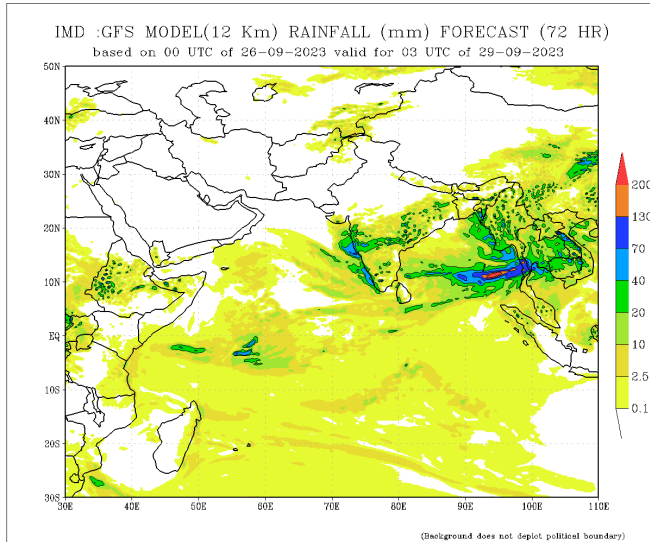 IMD :GFS MODEL(12 Km) RAINFALL (mm) FORECAST (72 HR)
based on 00 UTC of 26-09-2023 valid for 03 UTC of 29-09-2023
50N
40N
30N
20N
10N
EQ
10S
20S
30S
30E
40E
50E
60E
70E
80E
90E
100E
110E
200
130
70
40
20
10
2.5
0.1
(Background does not depict political boundary)